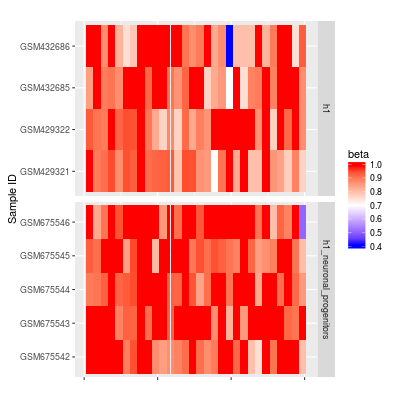 GSM432686
GSM432685
GSM429322
GSM429321
h1
GSM675546
GSM675545
GSM675544
GSM675543
GSM675542
h1_neuronal_progenitors
Sample ID
beta
1.0
0.9
0.8
0.7
0.6
0.5
0.4